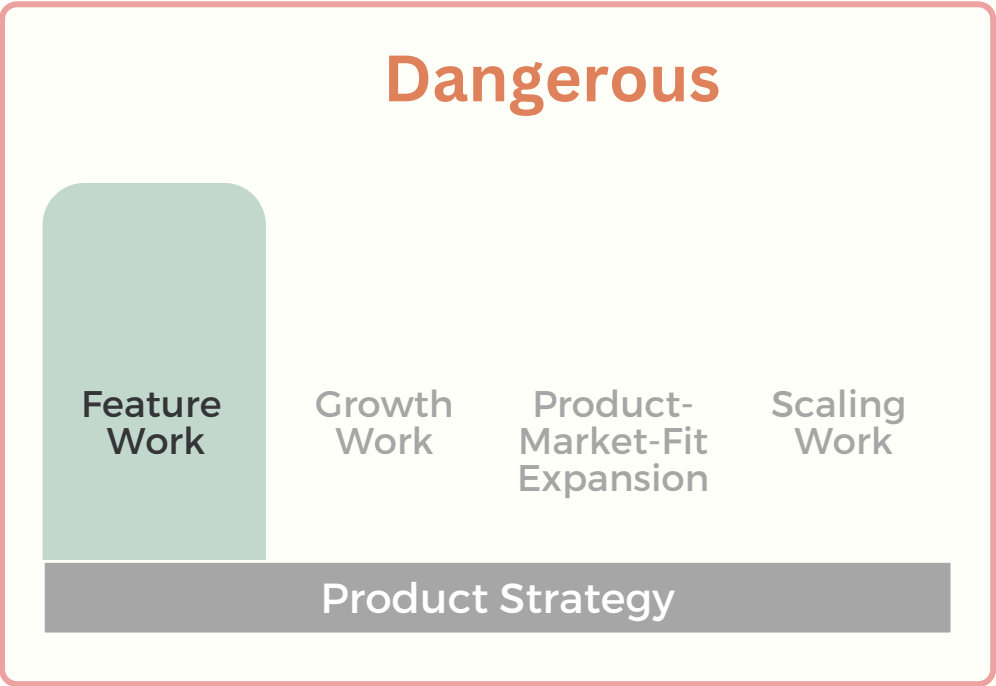 Dangerous
Feature
Work
Growth
Work
Product-
Market-Fit
Expansion
Scaling
Work
Product Strategy